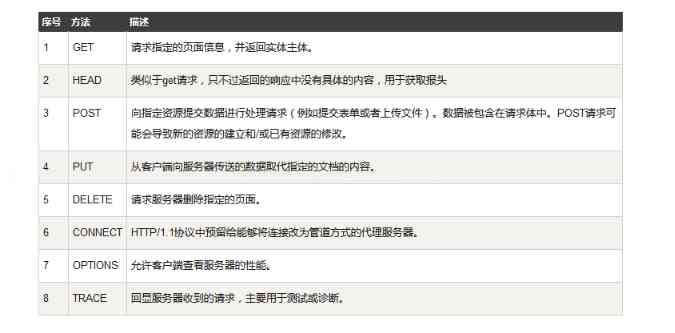 序号 方法 描述
1 GET 请求指定的页面信息，并返回实体主体。
2 HEAD 类似于get请求，只不过返回的响应中没有具体的内容，用于获取报头
3 POST 向指定资源提交数据进行处理请求（例如提交表单或者上传文件）。数据被包含在请求体中。POST请求可
能会导致新的资源的建立和/或已有资源的修改。
4 PUT 从客户端向服务器传送的数据取代指定的文档的内容。
5 DELETE 请求服务器删除指定的页面。
6 CONNECT HTTP/1.1协议中预留给能够将连接改为管道方式的代理服务器。
7 OPTIONS 允许客户端查看服务器的性能。
8 TRACE 回显服务器收到的请求，主要用于测试或诊断。